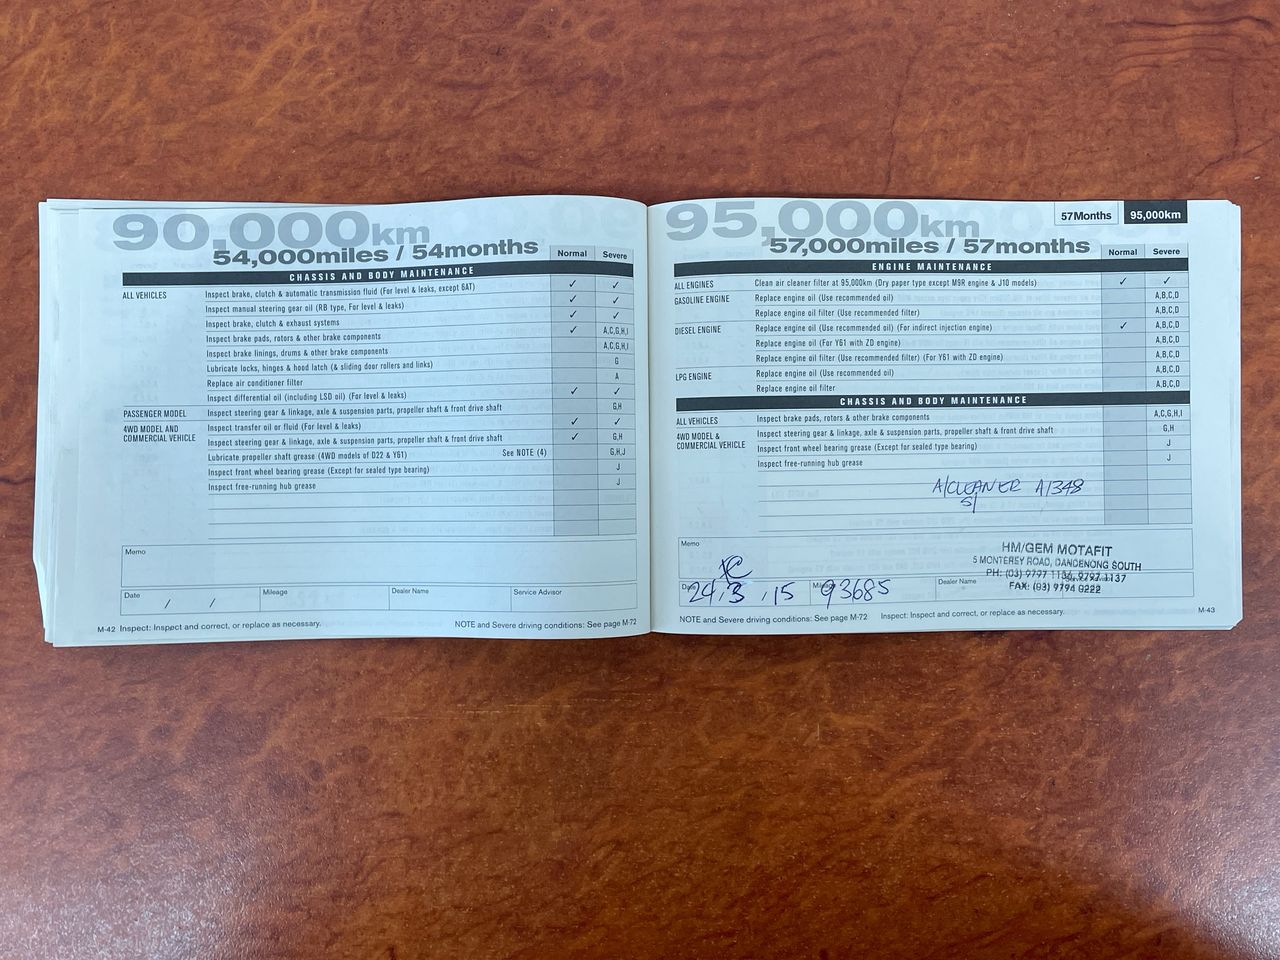 90,000km
54,000miles / 54months
Normal Severe
CHASSIS AND BODY MAINTENANCE
ALL VEHICLES Inspect brake, clutch & automatic transmission fluid (For level & leaks, except 6AT) ✓ ✓
Inspect manual steering gear oil (RB type, For level & leaks) ✓ ✓
Inspect brake, clutch & exhaust systems ✓ ✓
Inspect brake pads, rotors & other brake components ✓ A,C,G,H,I
Inspect brake linings, drums & other brake components A,C,G,H,I
Lubricate locks, hinges & hood latch (& sliding door rollers and links) G
Replace air conditioner filter A
Inspect differential oil (including LSD oil) (For level & leaks) ✓ ✓
PASSENGER MODEL Inspect steering gear & linkage, axle & suspension parts, propeller shaft & front drive shaft G,H
4WD MODEL AND COMMERCIAL VEHICLE Inspect transfer oil or fluid (For level & leaks) ✓ ✓
Inspect steering gear & linkage, axle & suspension parts, propeller shaft & front drive shaft ✓ G,H
Lubricate propeller shaft grease (4WD models of D22 & Y61) See NOTE (4) G,H,J
Inspect front wheel bearing grease (Except for sealed type bearing) J
Inspect free-running hub grease J
Memo
Date / / Mileage Dealer Name Service Advisor
M-42 Inspect: Inspect and correct, or replace as necessary. NOTE and Severe driving conditions: See page M-72
95,000km
57Months 95,000km
57,000miles / 57months
Normal Severe
ENGINE MAINTENANCE
ALL ENGINES Clean air cleaner filter at 95,000km (Dry paper type except M9R engine & J10 models) ✓ ✓
GASOLINE ENGINE Replace engine oil (Use recommended oil) A,B,C,D
Replace engine oil filter (Use recommended filter) A,B,C,D
DIESEL ENGINE Replace engine oil (Use recommended oil) (For indirect injection engine) ✓ A,B,C,D
Replace engine oil (For Y61 with ZD engine) A,B,C,D
Replace engine oil filter (Use recommended filter) (For Y61 with ZD engine) A,B,C,D
LPG ENGINE Replace engine oil (Use recommended oil) A,B,C,D
Replace engine oil filter A,B,C,D
CHASSIS AND BODY MAINTENANCE
ALL VEHICLES Inspect brake pads, rotors & other brake components A,C,G,H,I
4WD MODEL & COMMERCIAL VEHICLE Inspect steering gear & linkage, axle & suspension parts, propeller shaft & front drive shaft G,H
Inspect front wheel bearing grease (Except for sealed type bearing) J
Inspect free-running hub grease J
A/CLEANER A1348
Memo
HM/GEM MOTAFIT
5 MONTEREY ROAD, DANDENONG SOUTH
PH: (03) 9797 1136, 9797 1137
FAX: (03) 9794 0222
Date 24.3.15 Mileage 93685 Dealer Name
NOTE and Severe driving conditions: See page M-72 Inspect: Inspect and correct, or replace as necessary. M-43